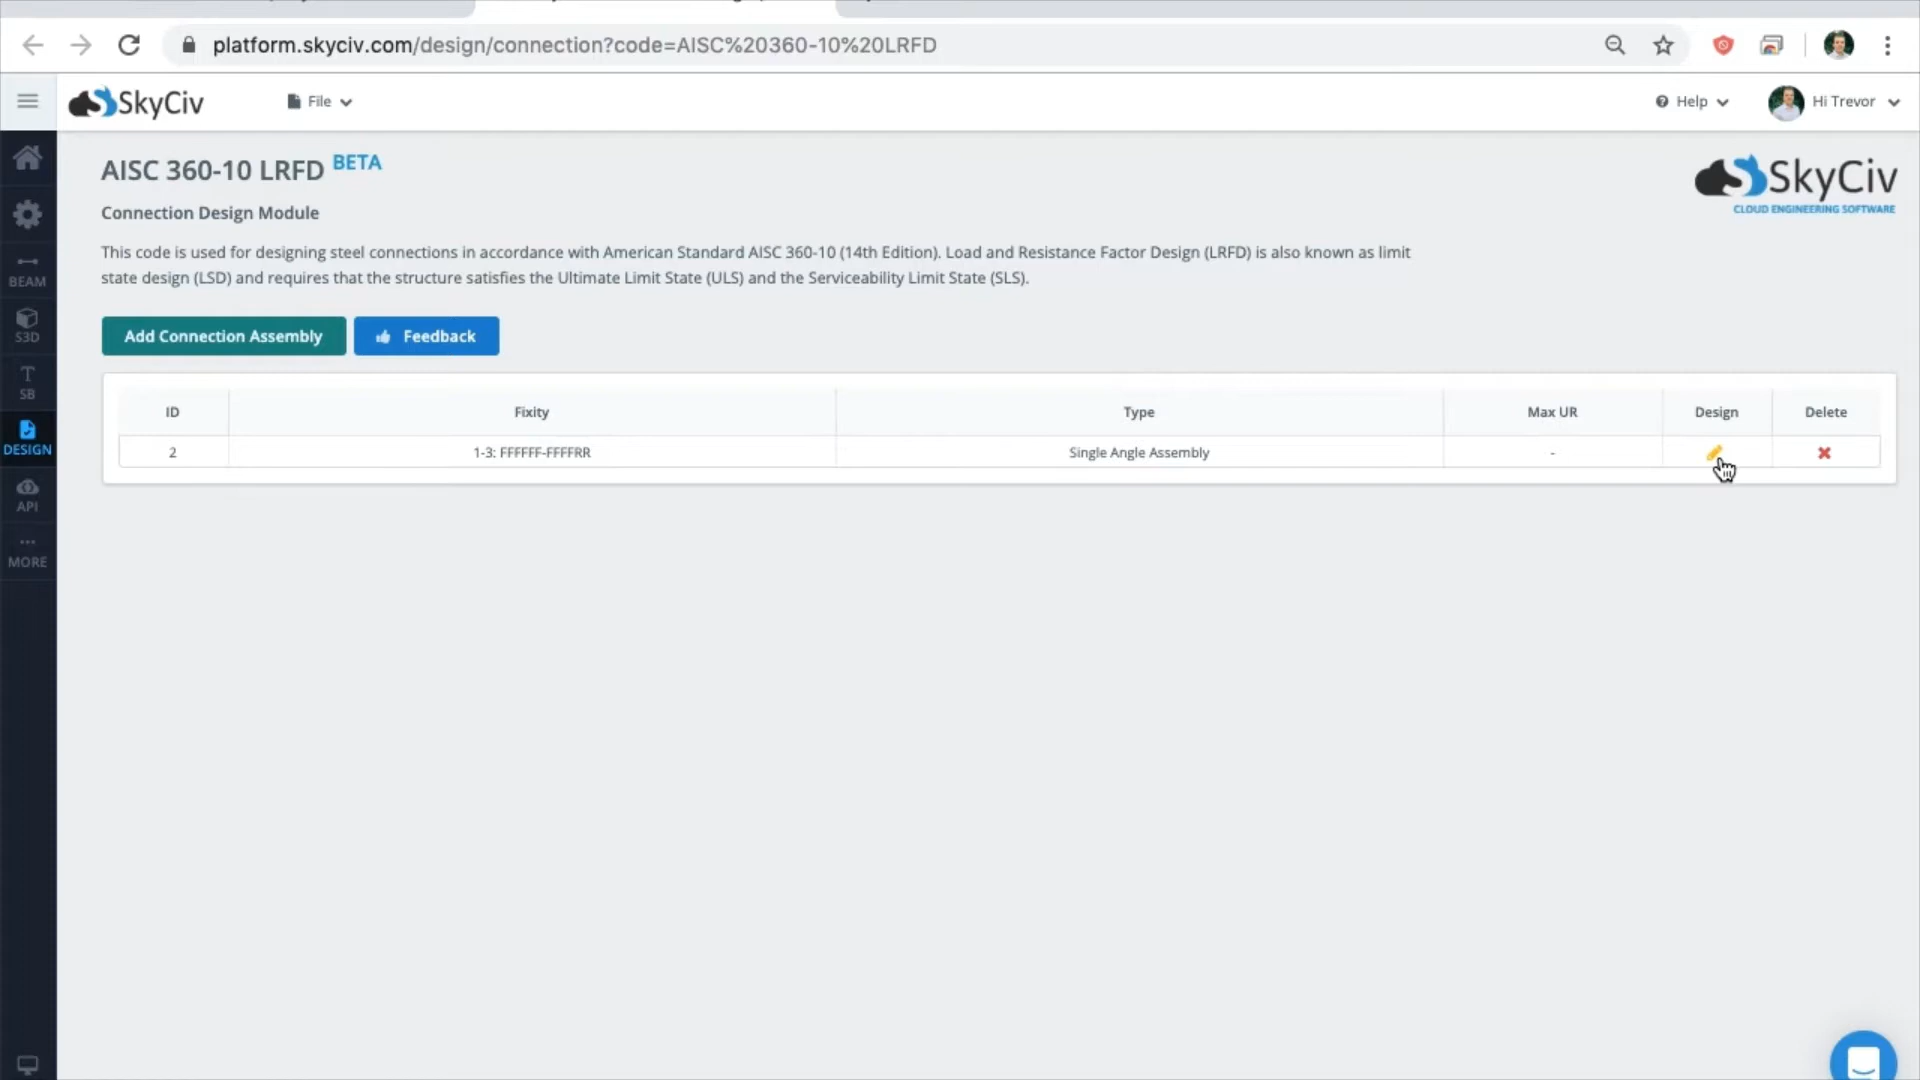 platform.skyciv.com/design/connection?code=AISC%20360-10%20LRFD
SkyCiv
File
Help
Hi Trevor
AISC 360-10 LRFD BETA
SkyCiv
CLOUD ENGINEERING SOFTWARE
Connection Design Module
This code is used for designing steel connections in accordance with American Standard AISC 360-10 (14th Edition). Load and Resistance Factor Design (LRFD) is also known as limit
state design (LSD) and requires that the structure satisfies the Ultimate Limit State (ULS) and the Serviceability Limit State (SLS).
Add Connection Assembly
Feedback
ID Fixity Type Max UR Design Delete
2 1-3: FFFFFF-FFFFRR Single Angle Assembly -
BEAM
S3D
SB
DESIGN
API
MORE